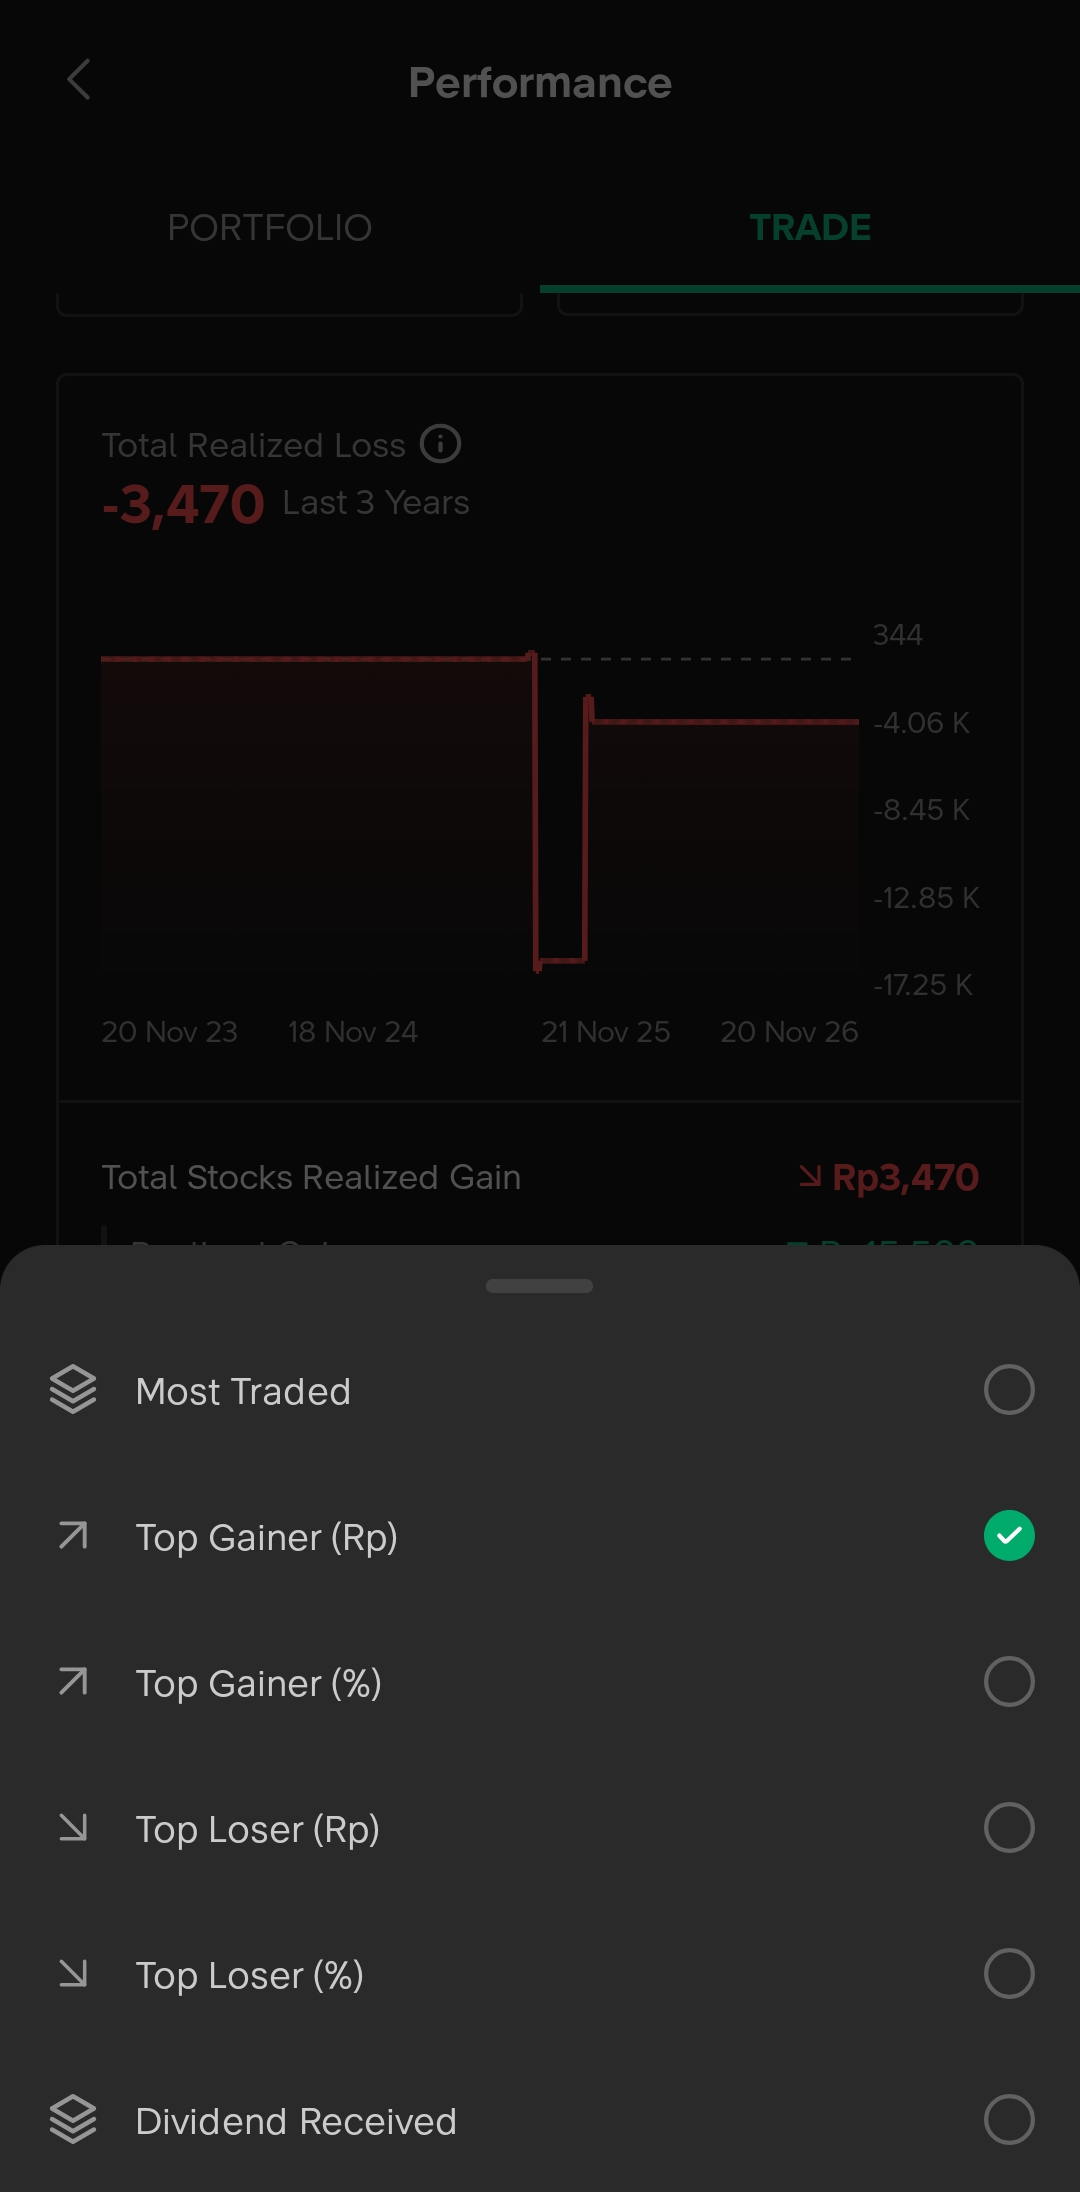 Performance
PORTFOLIO TRADE
Total Realized Loss
-3,470 Last 3 Years
344
-4.06 K
-8.45 K
-12.85 K
-17.25 K
20 Nov 23 18 Nov 24 21 Nov 25 20 Nov 26
Total Stocks Realized Gain Rp3,470
Most Traded
Top Gainer (Rp)
Top Gainer (%)
Top Loser (Rp)
Top Loser (%)
Dividend Received